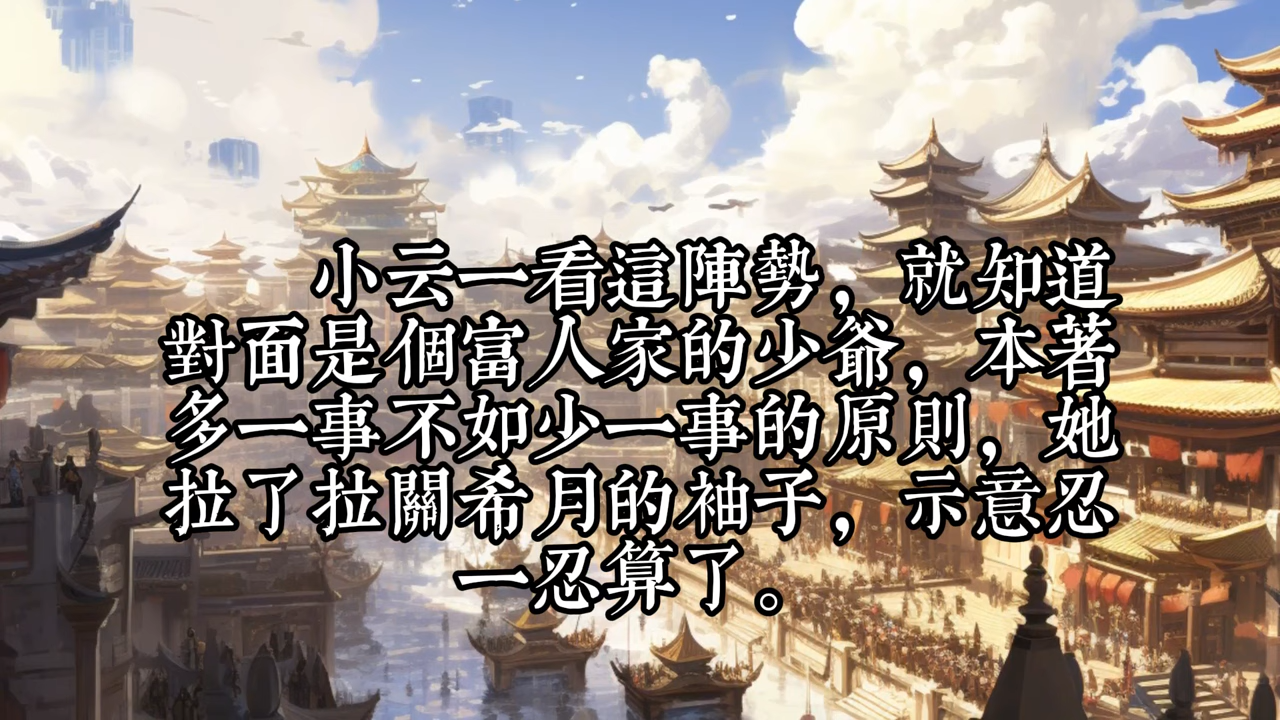 小云一看這陣勢，就知道
對面是個富人家的少爺，本著
多一事不如少一事的原則，她
拉了拉關希月的袖子，示意忍
一忍算了。